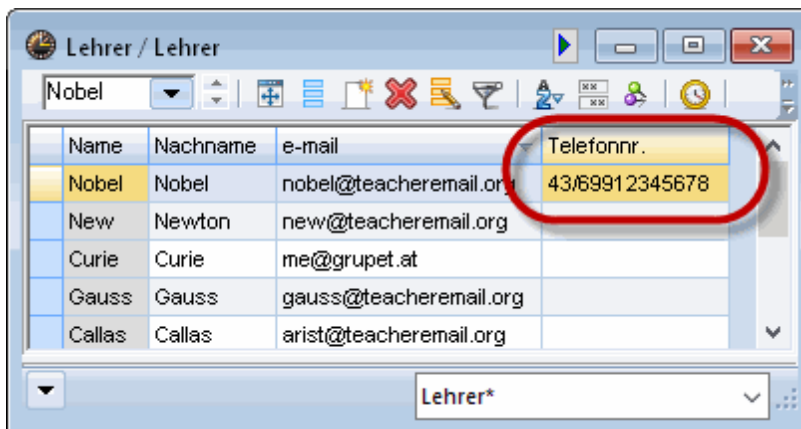 Lehrer / Lehrer
Nobel
Name Nachname e-mail Telefonnr.
Nobel Nobel nobel@teacheremail.org 43/69912345678
New Newton new@teacheremail.org
Curie Curie me@grupet.at
Gauss Gauss gauss@teacheremail.org
Callas Callas arist@teacheremail.org
Lehrer*